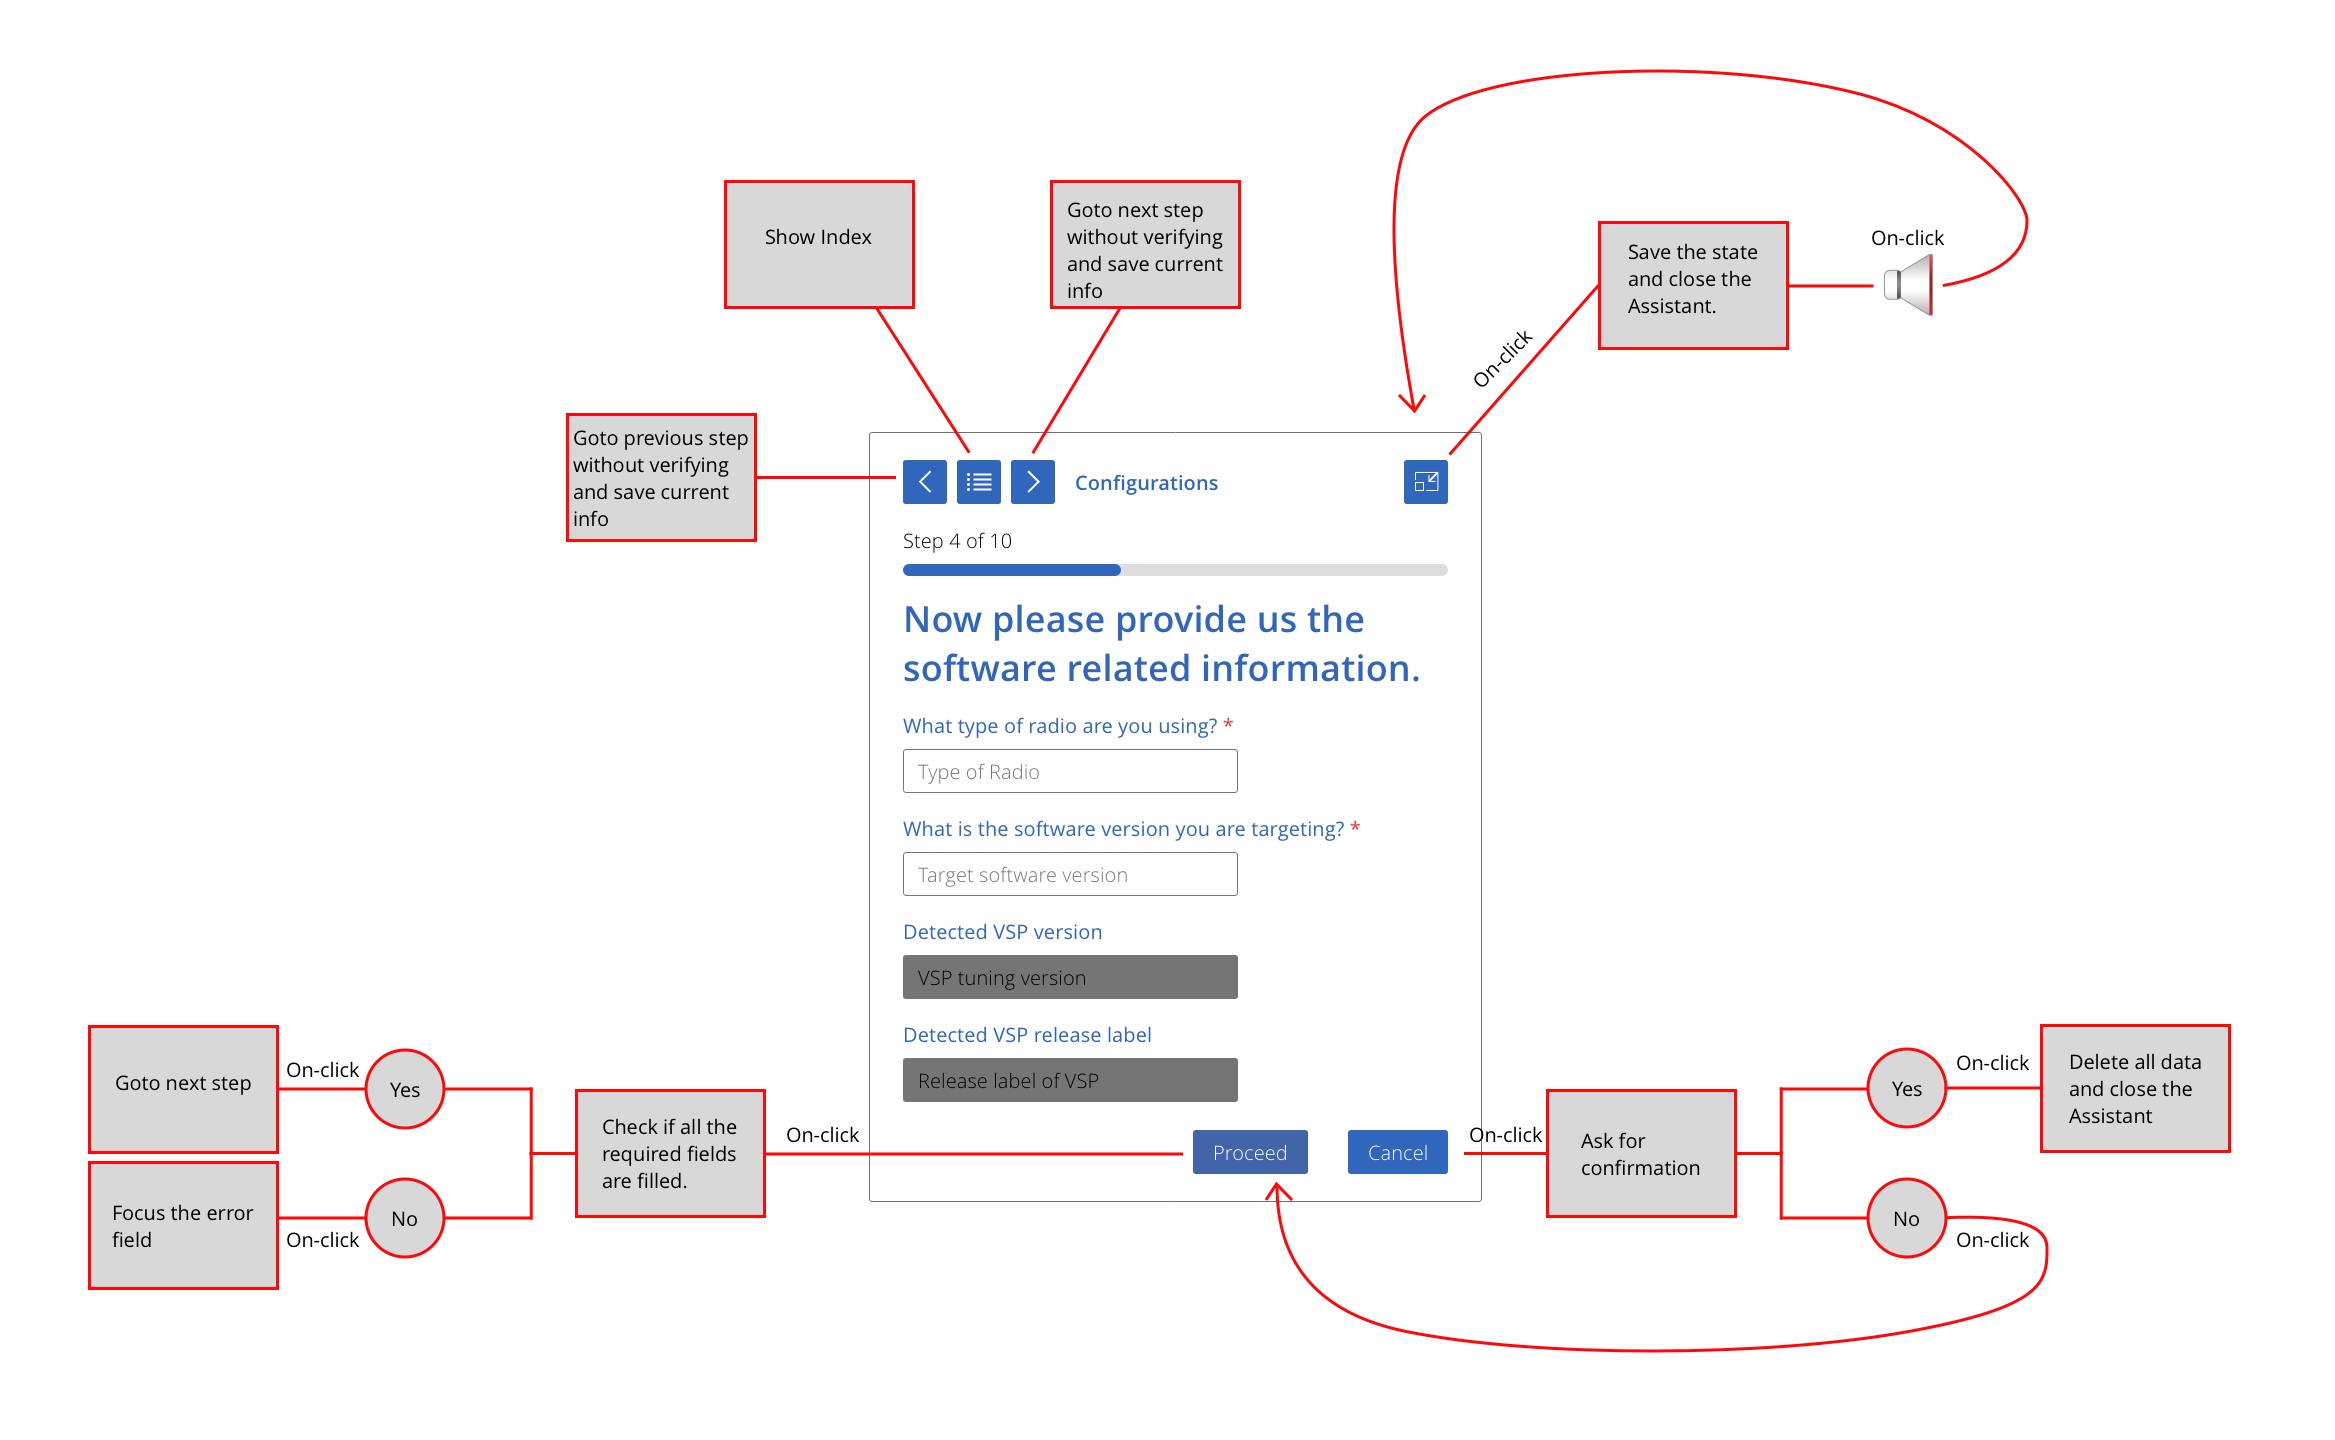 Show Index
Goto next step
without verifying
and save current
info
On-click
Save the state
and close the
Assistant.
On-click
Goto previous step
without verifying
and save current
info
Configurations
Step 4 of 10
Now please provide us the
software related information.
What type of radio are you using? *
Type of Radio
What is the software version you are targeting? *
Target software version
Detected VSP version
VSP tuning version
Detected VSP release label
Release label of VSP
Proceed
Cancel
On-click
Check if all the
required fields
are filled.
Yes
On-click
Goto next step
No
On-click
Focus the error
field
On-click
Ask for
confirmation
Yes
On-click
Delete all data
and close the
Assistant
No
On-click